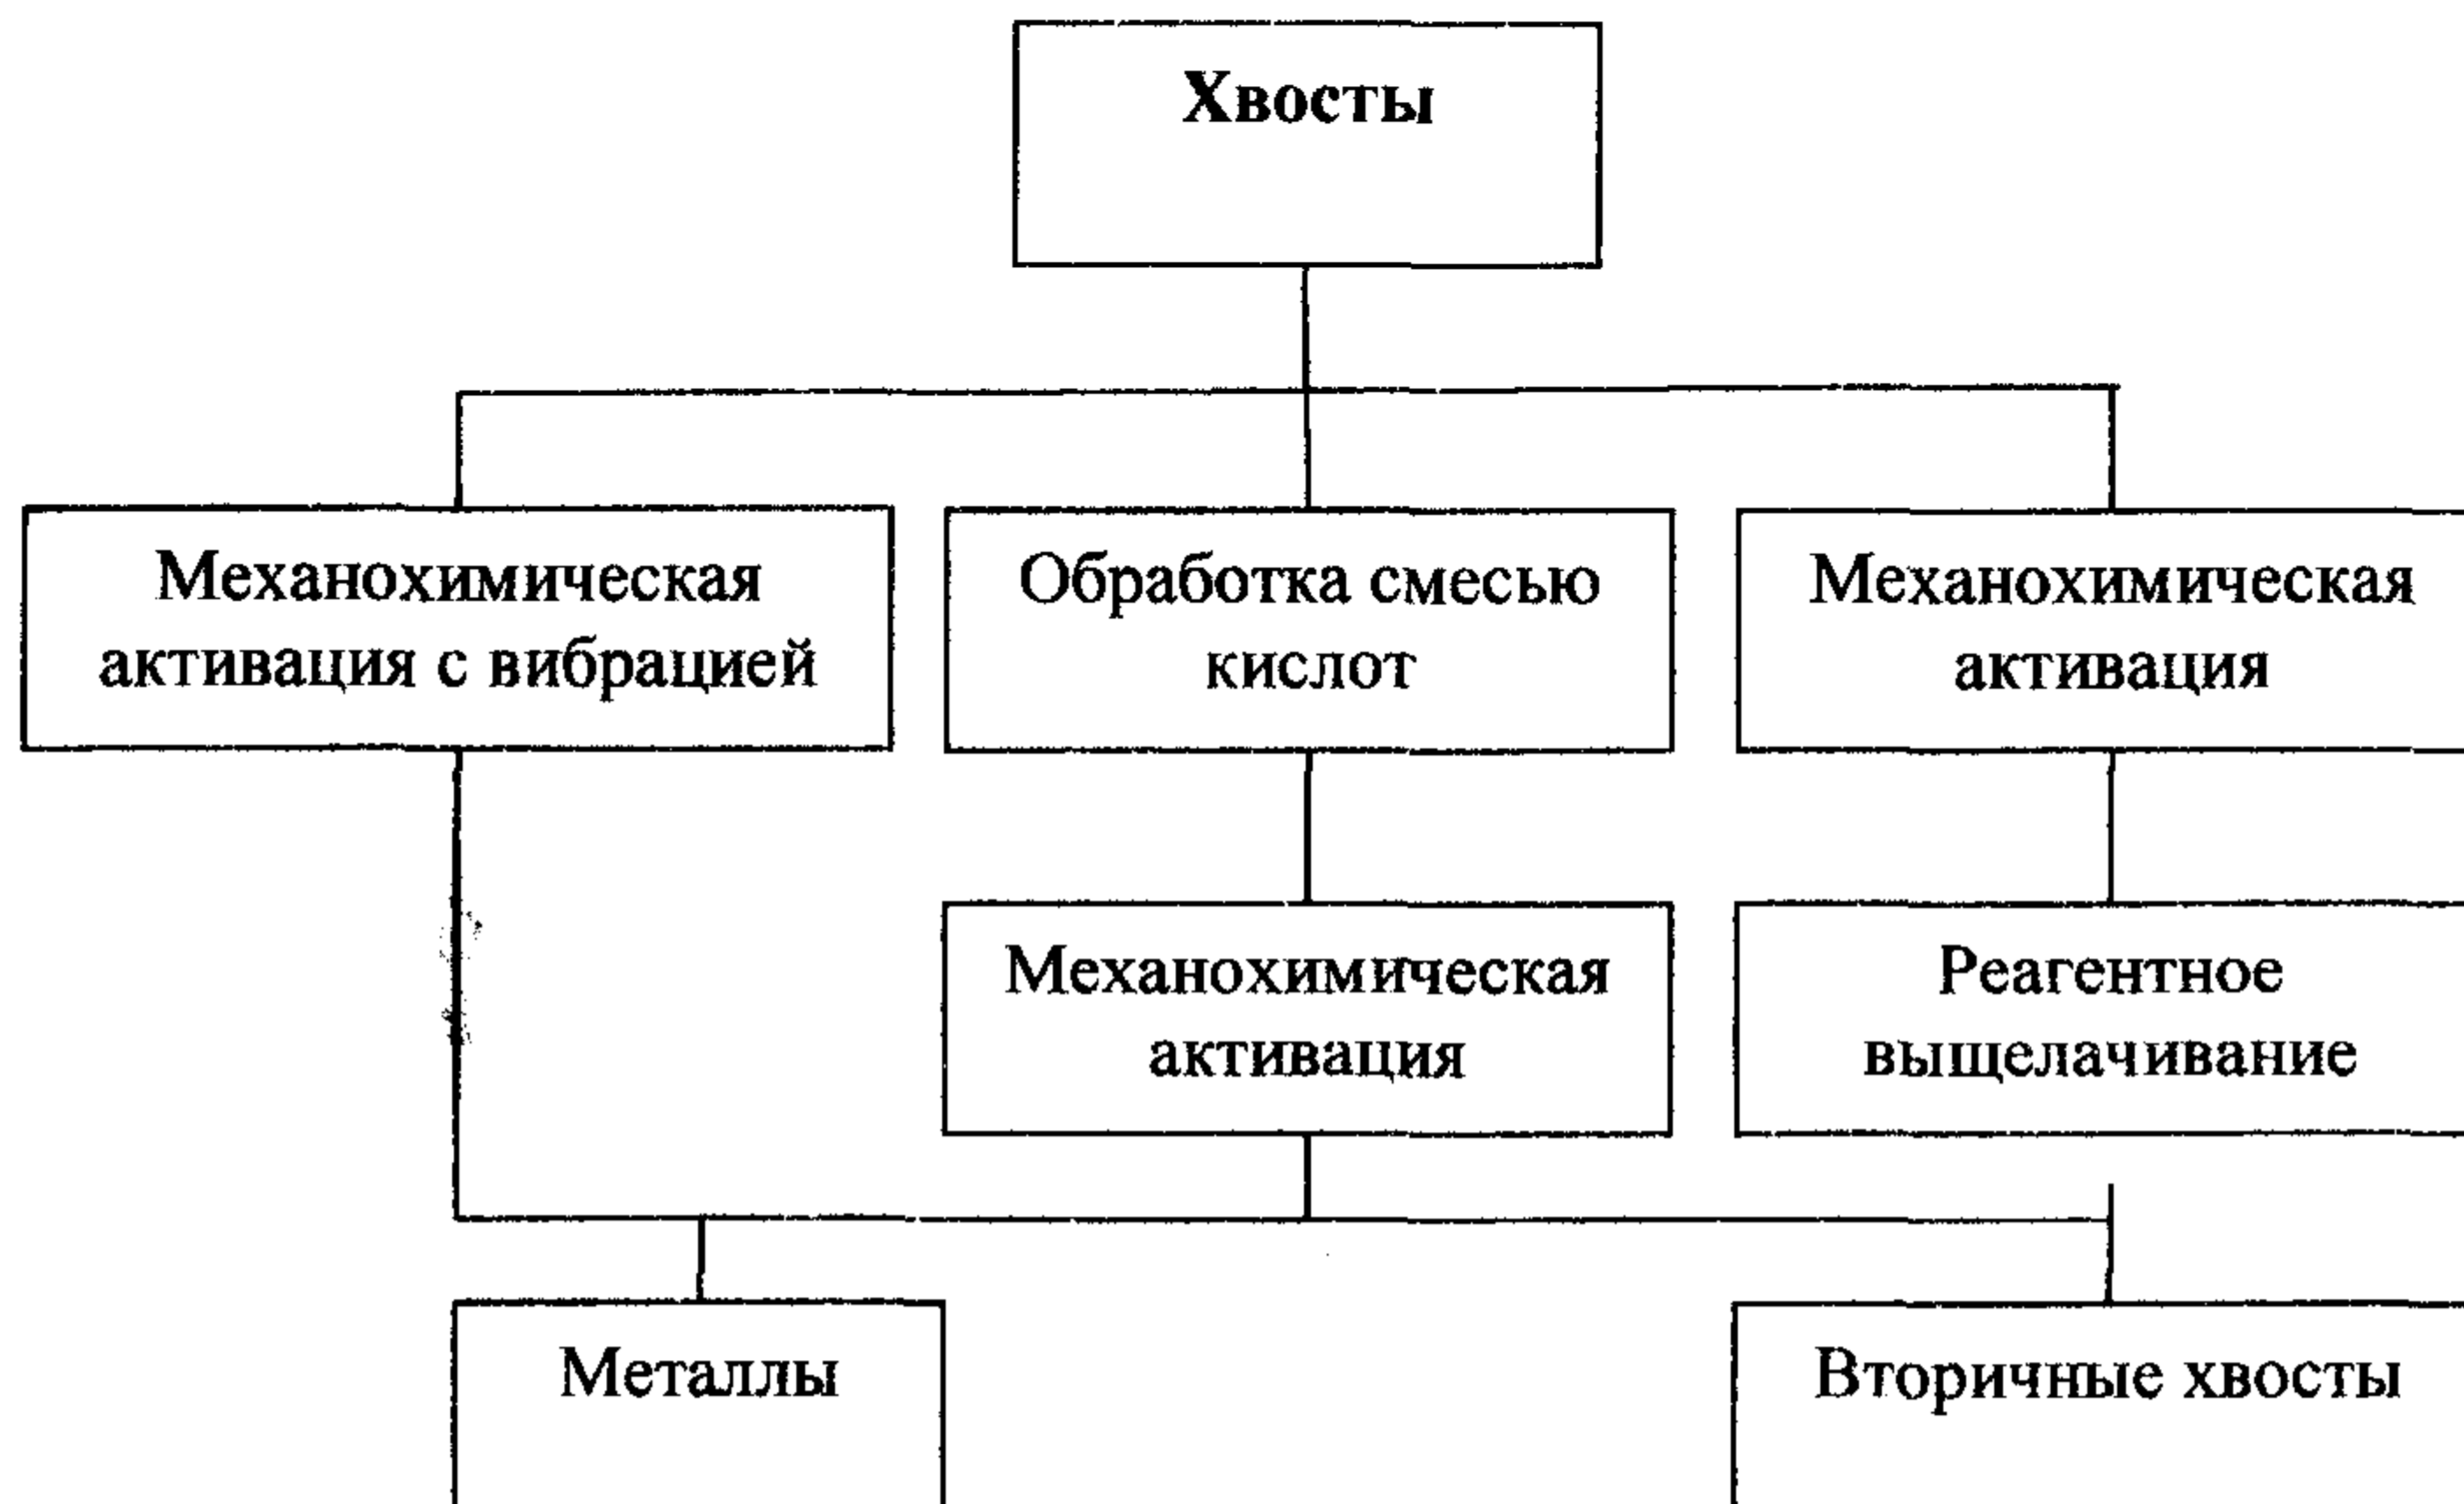 Хвосты
Механохимическая
активация с вибрацией
Обработка смесью
кислот
Механохимическая
активация
Механохимическая
активация
Реагентное
выщелачивание
Металлы
Вторичные хвосты